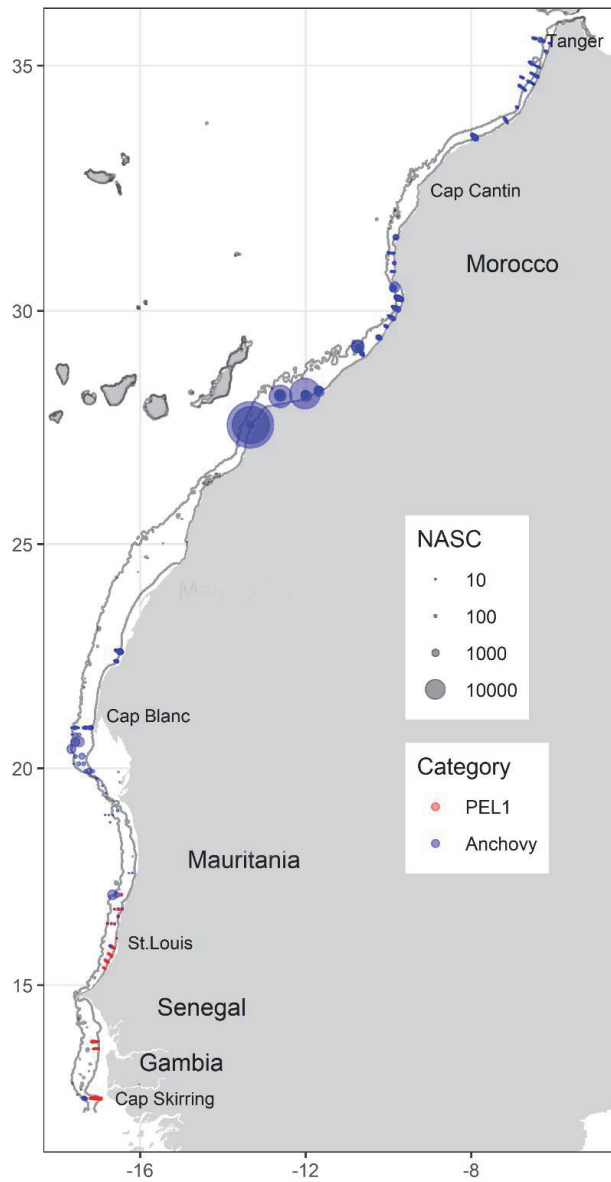 35
Tanger
Cap Cantin
Morocco
30
NASC
10
25
100
1000
10000
Cap Blanc
Category
20
PEL1
Anchovy
Mauritania
St.Louis
15
Senegal
Gambia
Cap Skirring
-16
-12
-8